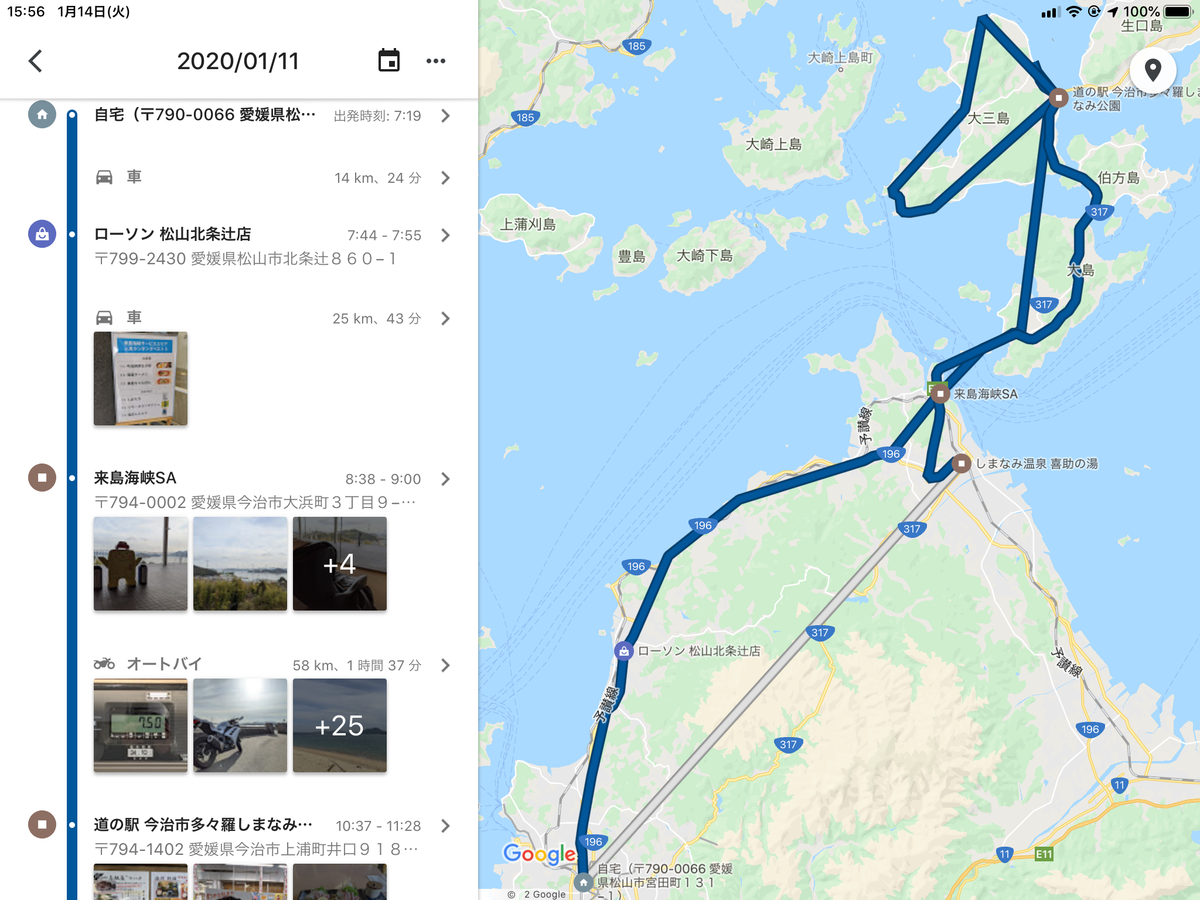 15:56 1月14日(火)
100%
2020/01/11
自宅（〒790-0066 愛媛県松… 出発時刻: 7:19
車 14 km、24 分
ローソン 松山北条辻店 7:44 - 7:55
〒799-2430 愛媛県松山市北条辻８６０−１
車 25 km、43 分
来島海峡SA 8:38 - 9:00
〒794-0002 愛媛県今治市大浜町３丁目９−…
+4
オートバイ 58 km、1 時間 37 分
750
+25
道の駅 今治市多々羅しまなみ… 10:37 - 11:28
〒794-1402 愛媛県今治市上浦町井口９１８…
生口島
185
大崎上島町
185
道の駅 今治市多々羅しま
なみ公園
大三島
大崎上島
伯方島
317
上蒲刈島
豊島
大崎下島
大島
317
来島海峡SA
予讃線
196
しまなみ温泉 喜助の湯
196
317
196
317
ローソン 松山北条辻店
予讃線
予讃線
196
317
11
196
11
E11
Google
自宅（〒790-0066 愛媛
県松山市宮田町１３１
−１）
© 2 Google